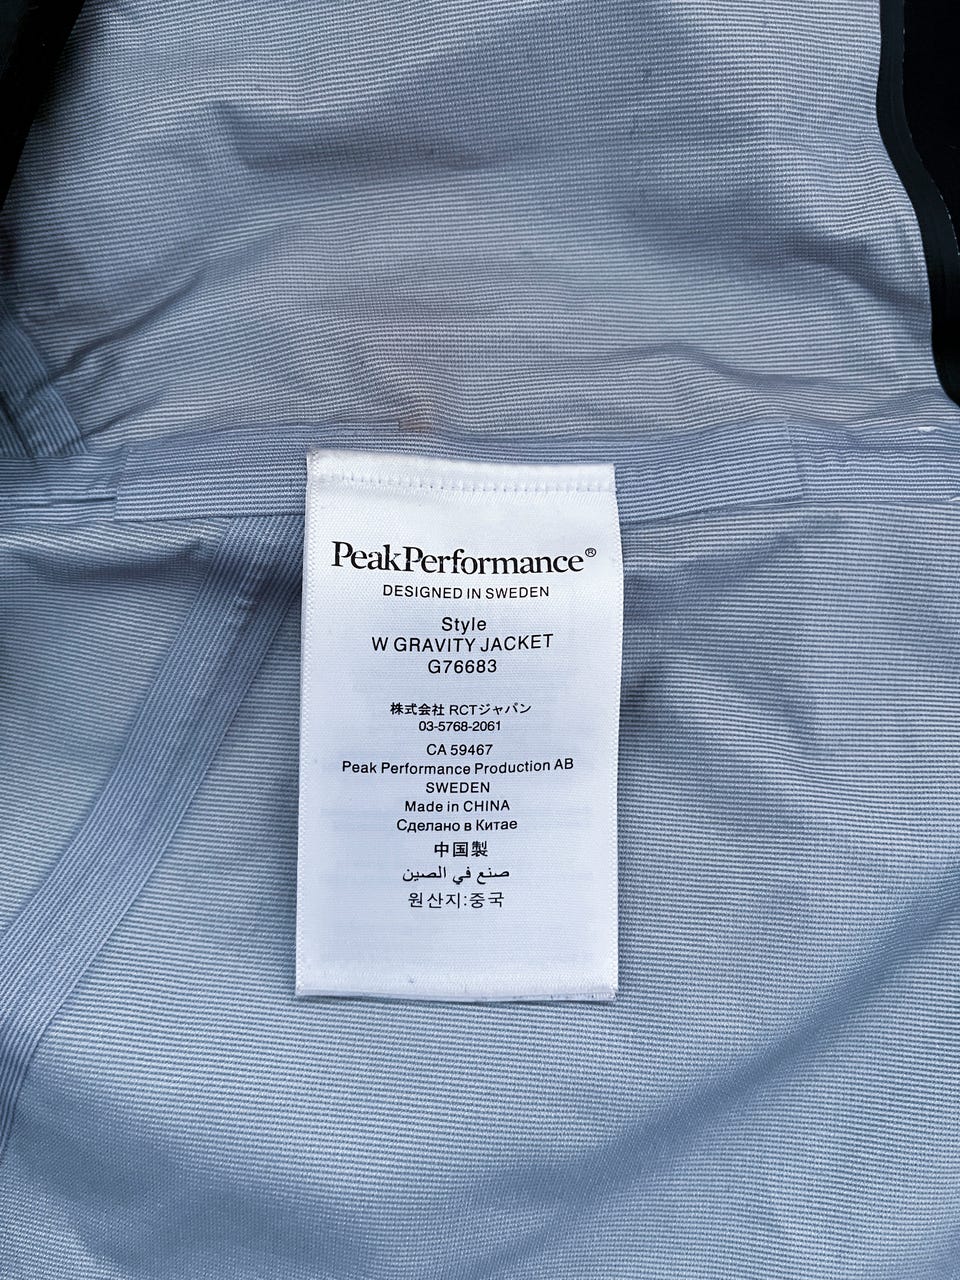 PeakPerformance®
DESIGNED IN SWEDEN
Style
W GRAVITY JACKET
G76683
株式会社 RCTジャパン
03-5768-2061
CA 59467
Peak Performance Production AB
SWEDEN
Made in CHINA
Сделано в Китае
中国製
صنع في الصين
원산지:중국